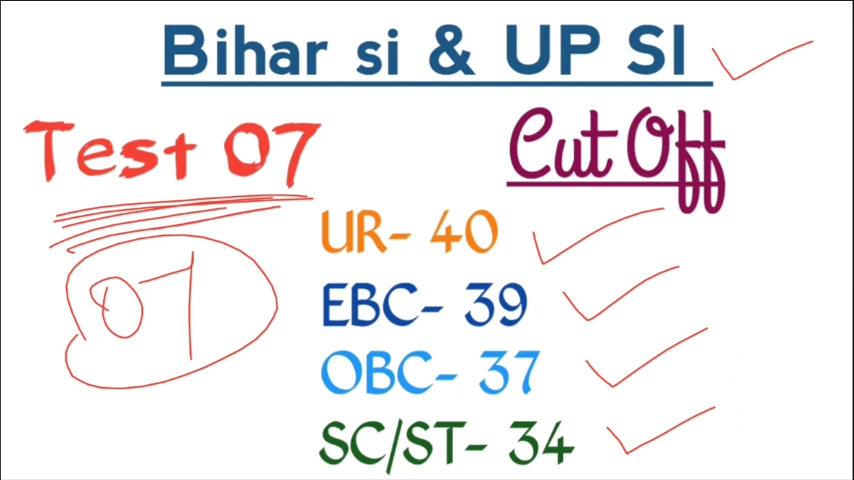 Bihar si & UP SI
Test 07
Cut Off
UR- 40
07
EBC- 39
OBC- 37
SC/ST- 34